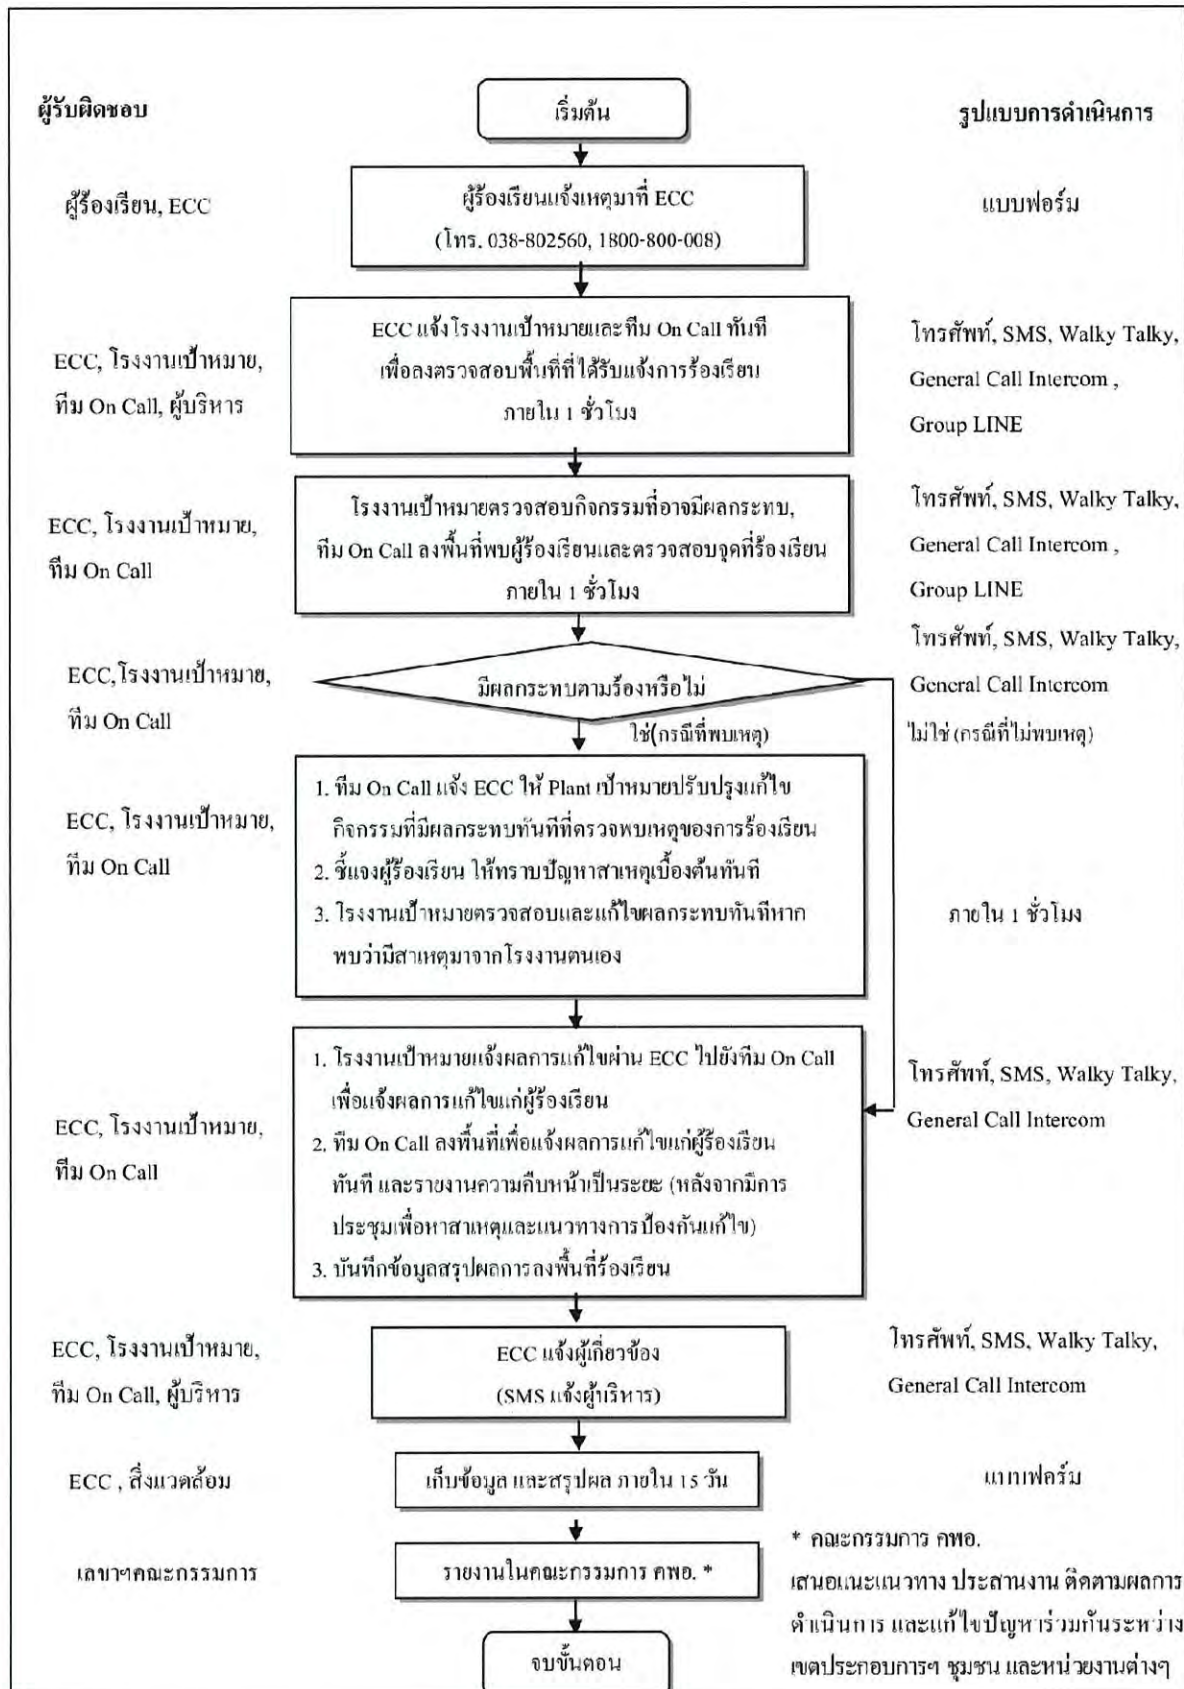 ผู้รับผิดชอบ
เริ่มต้น
รูปแบบการดำเนินการ
ผู้ร้องเรียน, ECC
ผู้ร้องเรียนแจ้งเหตุมาที่ ECC
(โทร. 038-802560, 1800-800-008)
แบบฟอร์ม
ECC, โรงงานเป้าหมาย,
ทีม On Call, ผู้บริหาร
ECC แจ้งโรงงานเป้าหมายและทีม On Call ทันที
เพื่อลงตรวจสอบพื้นที่ที่ได้รับแจ้งการร้องเรียน
ภายใน 1 ชั่วโมง
โทรศัพท์, SMS, Walky Talky,
General Call Intercom ,
Group LINE
ECC, โรงงานเป้าหมาย,
ทีม On Call
โรงงานเป้าหมายตรวจสอบกิจกรรมที่อาจมีผลกระทบ,
ทีม On Call ลงพื้นที่พบผู้ร้องเรียนและตรวจสอบจุดที่ร้องเรียน
ภายใน 1 ชั่วโมง
โทรศัพท์, SMS, Walky Talky,
General Call Intercom ,
Group LINE
ECC,โรงงานเป้าหมาย,
ทีม On Call
มีผลกระทบตามร้องหรือไม่
โทรศัพท์, SMS, Walky Talky,
General Call Intercom
ใช่(กรณีที่พบเหตุ)
ไม่ใช่ (กรณีที่ไม่พบเหตุ)
ECC, โรงงานเป้าหมาย,
ทีม On Call
1. ทีม On Call แจ้ง ECC ให้ Plant เป้าหมายปรับปรุงแก้ไข
กิจกรรมที่มีผลกระทบทันทีที่ตรวจพบเหตุของการร้องเรียน
2. ชี้แจงผู้ร้องเรียน ให้ทราบปัญหาสาเหตุเบื้องต้นทันที
3. โรงงานเป้าหมายตรวจสอบและแก้ไขผลกระทบทันทีหาก
พบว่ามีสาเหตุมาจากโรงงานตนเอง
ภายใน 1 ชั่วโมง
ECC, โรงงานเป้าหมาย,
ทีม On Call
1. โรงงานเป้าหมายแจ้งผลการแก้ไขผ่าน ECC ไปยังทีม On Call
เพื่อแจ้งผลการแก้ไขแก่ผู้ร้องเรียน
2. ทีม On Call ลงพื้นที่เพื่อแจ้งผลการแก้ไขแก่ผู้ร้องเรียน
ทันที และรายงานความคืบหน้าเป็นระยะ (หลังจากมีการ
ประชุมเพื่อหาสาเหตุและแนวทางการป้องกันแก้ไข)
3. บันทึกข้อมูลสรุปผลการลงพื้นที่ร้องเรียน
โทรศัพท์, SMS, Walky Talky,
General Call Intercom
ECC, โรงงานเป้าหมาย,
ทีม On Call, ผู้บริหาร
ECC แจ้งผู้เกี่ยวข้อง
(SMS แจ้งผู้บริหาร)
โทรศัพท์, SMS, Walky Talky,
General Call Intercom
ECC , สิ่งแวดล้อม
เก็บข้อมูล และสรุปผล ภายใน 15 วัน
แบบฟอร์ม
เลขาฯคณะกรรมการ
รายงานในคณะกรรมการ คพอ. *
จบขั้นตอน
* คณะกรรมการ คพอ.
เสนอแนะแนวทาง ประสานงาน ติดตามผลการ
ดำเนินการ และแก้ไขปัญหาร่วมกันระหว่าง
เขตประกอบการฯ ชุมชน และหน่วยงานต่างๆ